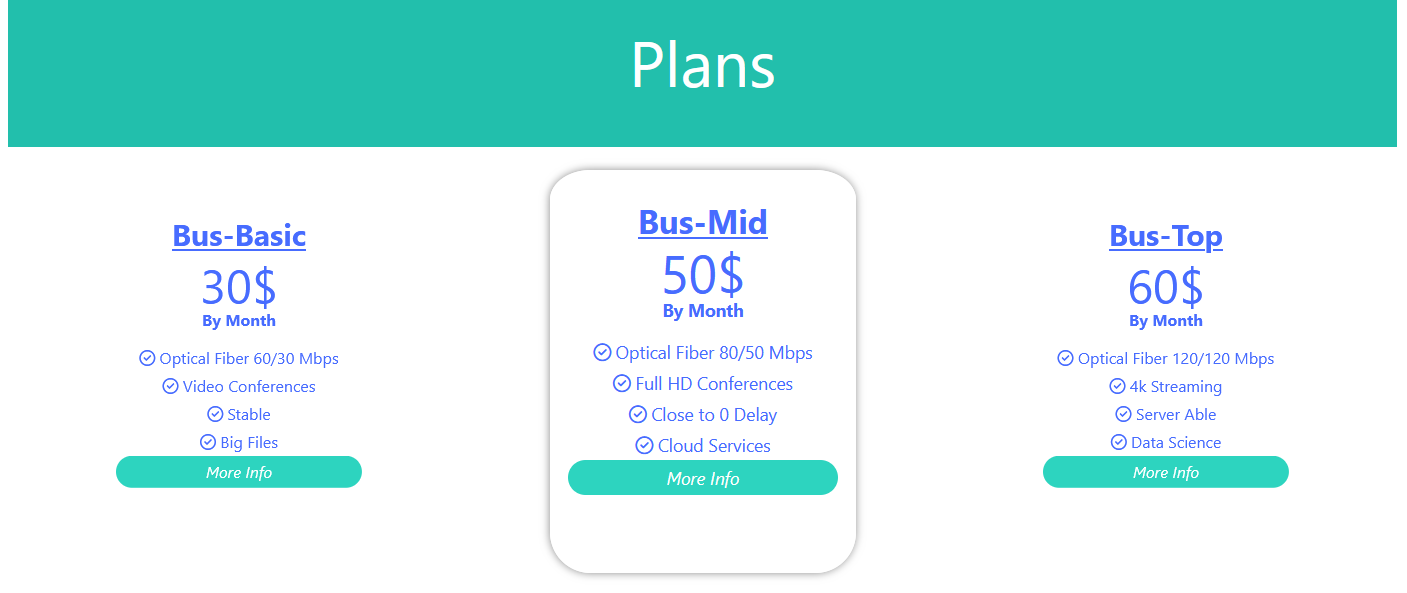 Plans
Bus-Basic
30$
By Month
Optical Fiber 60/30 Mbps
Video Conferences
Stable
Big Files
More Info
Bus-Mid
50$
By Month
Optical Fiber 80/50 Mbps
Full HD Conferences
Close to 0 Delay
Cloud Services
More Info
Bus-Top
60$
By Month
Optical Fiber 120/120 Mbps
4k Streaming
Server Able
Data Science
More Info